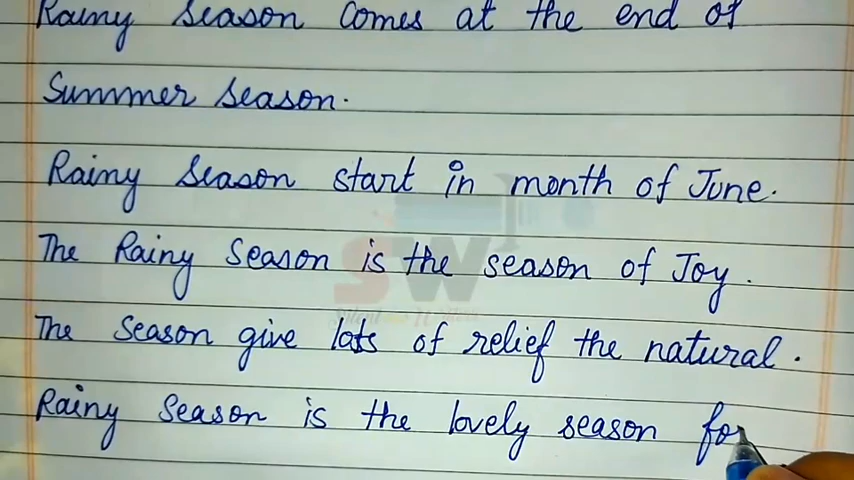 Rainy Season Comes at the end of
Summer Season.
Rainy Season start in month of June.
The Rainy Season is the season of Joy.
SW
The Season give lots of relief the natural.
Rainy Season is the lovely season for